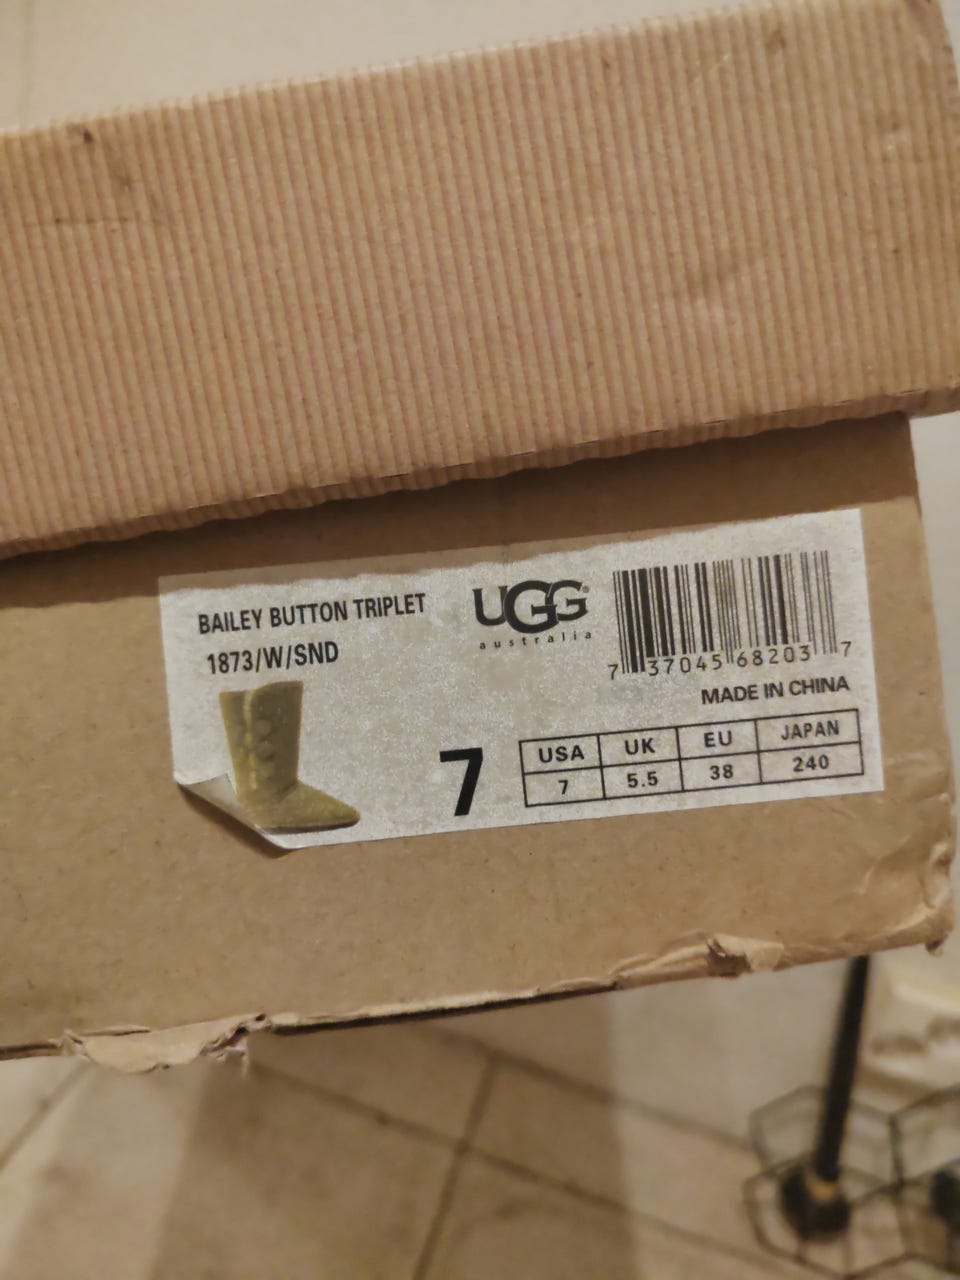 BAILEY BUTTON TRIPLET
1873/W/SND
UGG®
australia
7 37045 68203 7
MADE IN CHINA
7
USA UK EU JAPAN
7 5.5 38 240